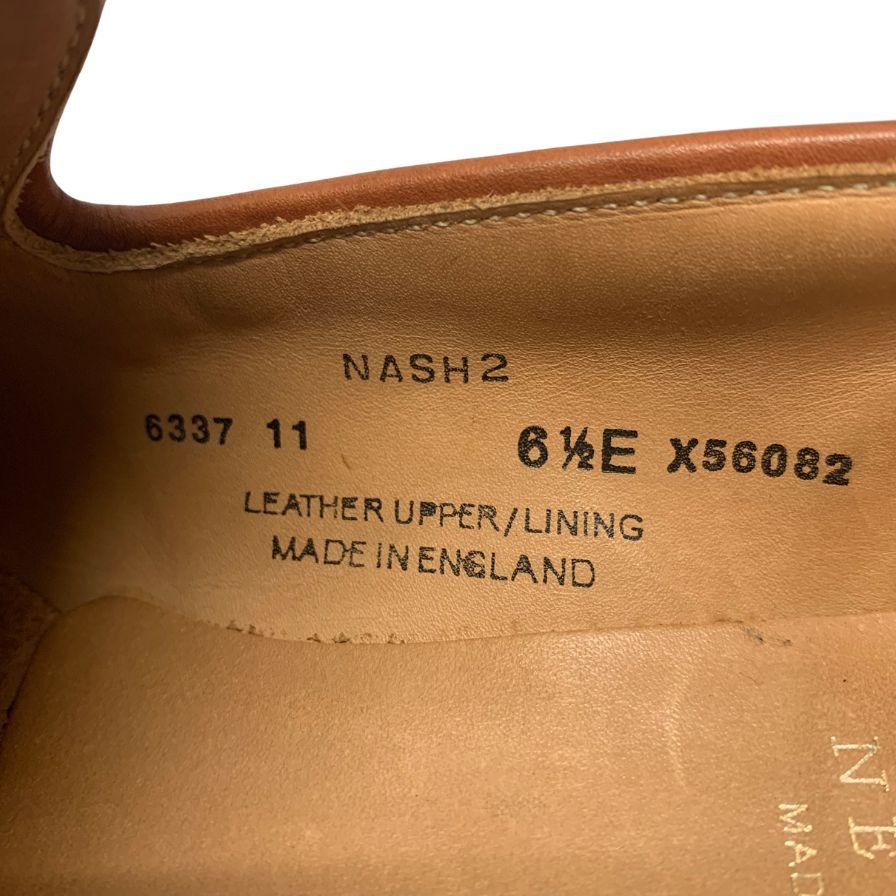 NASH2
6337 11 6½E X56082
LEATHER UPPER/LINING
MADE IN ENGLAND